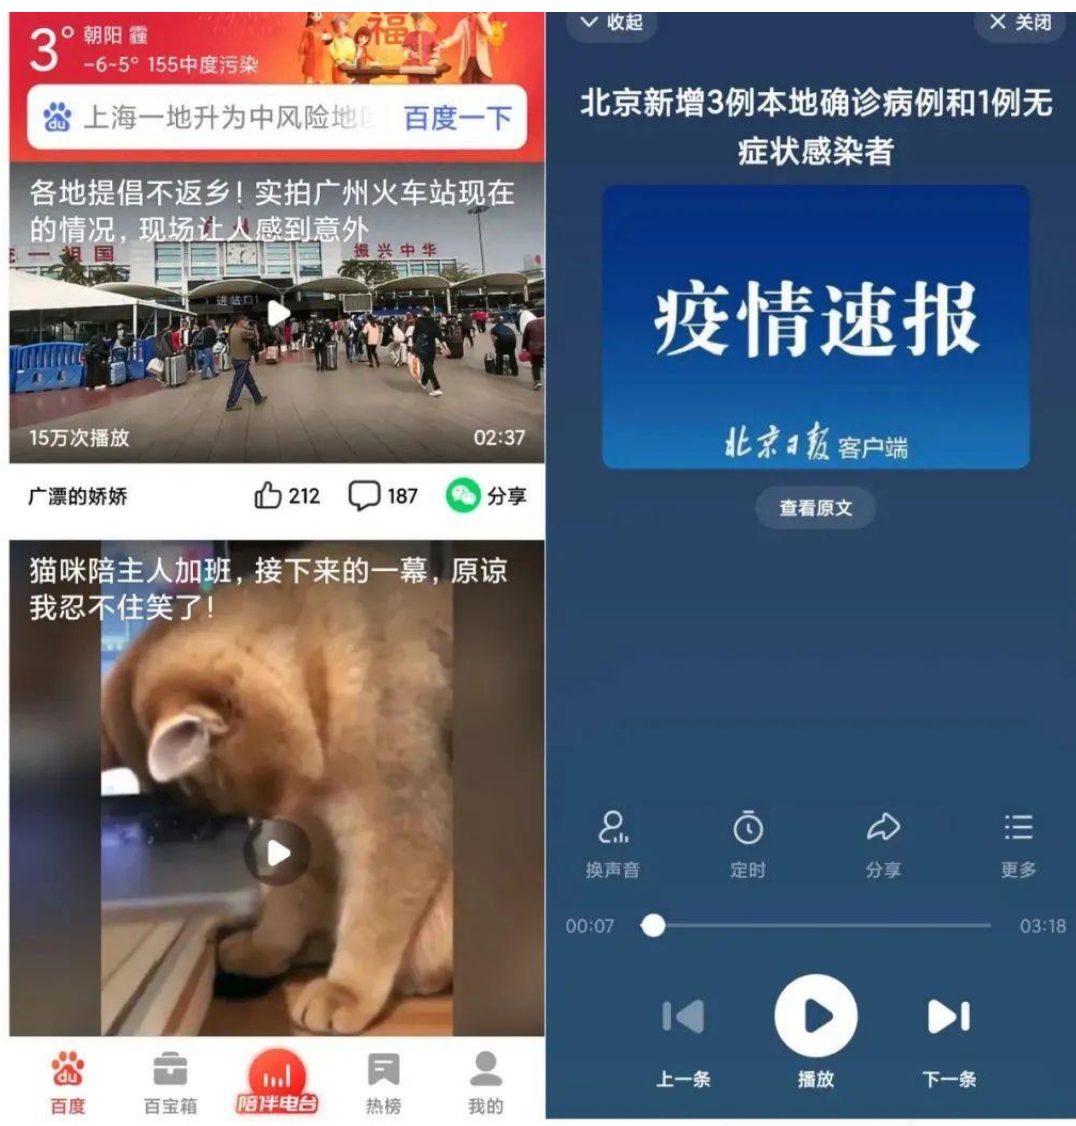 3° 朝阳 霾
-6~5° 155中度污染
福
du 上海一地升为中风险地 百度一下
各地提倡不返乡！实拍广州火车站现在
的情况，现场让人感到意外
一祖国
振兴中华
进站口
15万次播放 02:37
广漂的娇娇 212 187 分享
猫咪陪主人加班，接下来的一幕，原谅
我忍不住笑了！
du
百度 百宝箱 陪伴电台 热榜 我的
收起 关闭
北京新增3例本地确诊病例和1例无
症状感染者
疫情速报
北京日报 客户端
查看原文
换声音 定时 分享 更多
00:07 03:18
上一条 播放 下一条